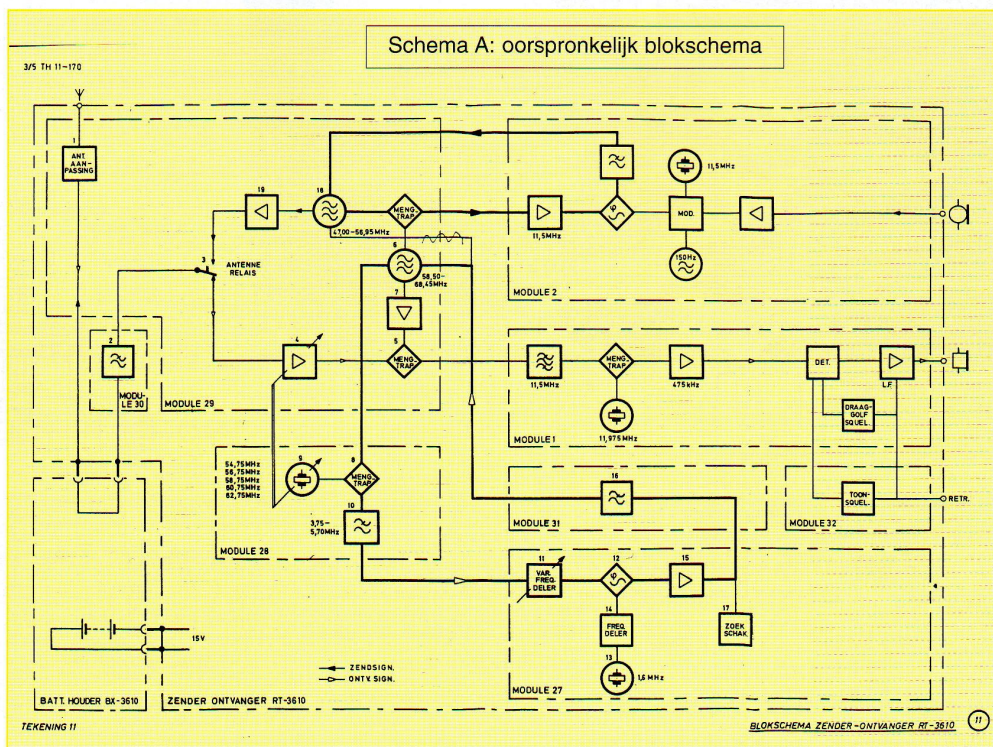 Schema A: oorspronkelijk blokschema
3/5 TH 11-170
1
ANT.
AAN-
PASSING
19
18
47,00-56,95MHz
MENG-
TRAP
11,5MHz
φ
11,5MHz
MOD.
150Hz
MODULE 2
3
ANTENNE
RELAIS
6
58,50-
68,45MHz
7
4
5
MENG-
TRAP
2
MODU-
LE 30
MODULE 29
11,5MHz
MENG-
TRAP
11,975MHz
475kHz
DET.
L.F.
DRAAG-
GOLF
SQUEL.
MODULE 1
54,75MHz
56,75MHz
58,75MHz
60,75MHz
62,75MHz
9
8
MENG-
TRAP
10
3,75-
5,70MHz
MODULE 28
16
MODULE 31
TOON-
SQUEL.
MODULE 32
RETR.
11
VAR.
FREQ.
DELER
12
φ
15
14
FREQ.
DELER
13
1,6 MHz
17
ZOEK
SCHAK.
MODULE 27
15V
ZENDSIGN.
ONTV. SIGN.
BATT. HOUDER BX-3610
ZENDER ONTVANGER RT-3610
TEKENING 11
BLOKSCHEMA ZENDER-ONTVANGER RT-3610
11